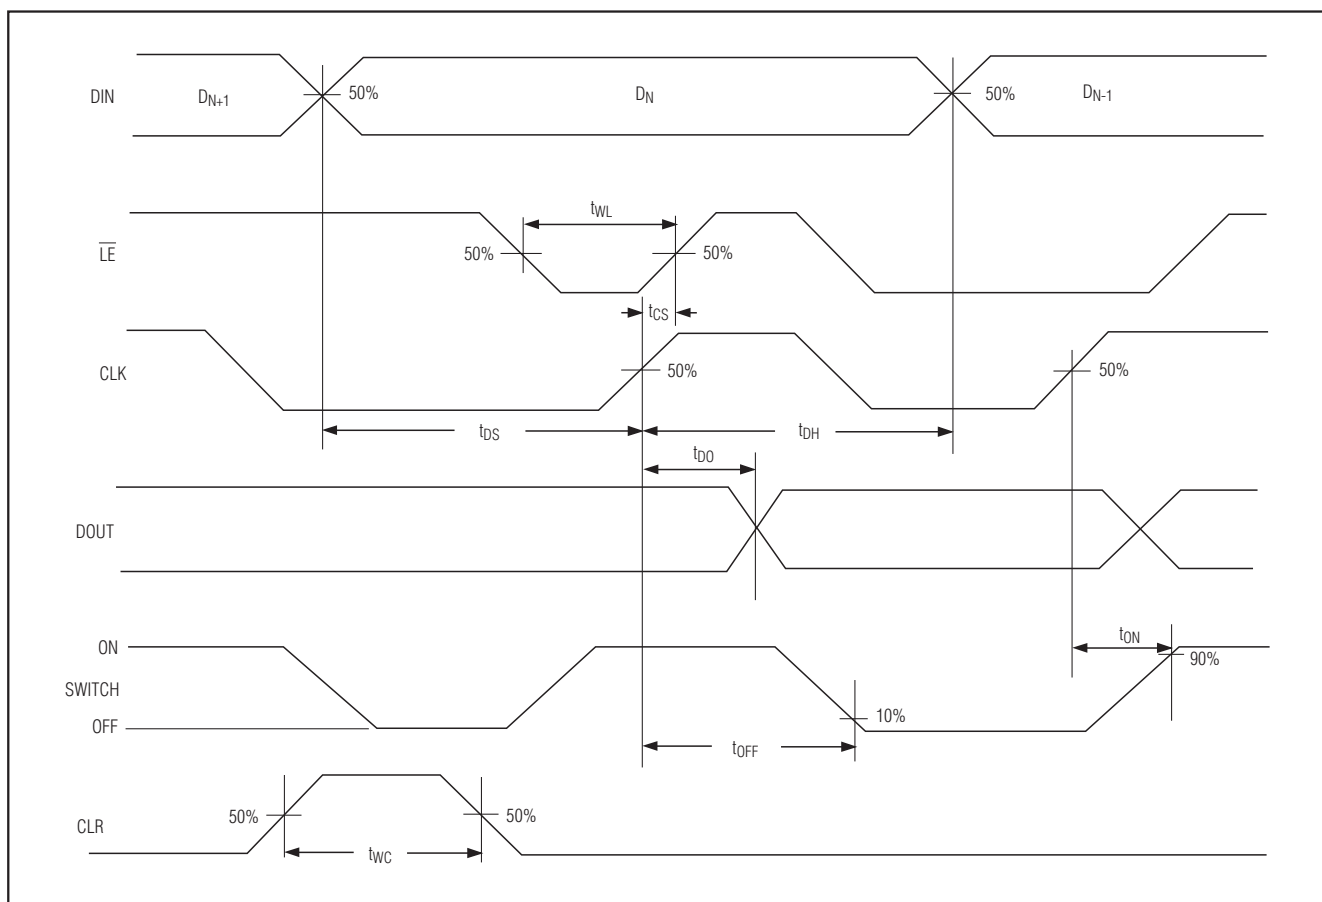 DIN
D_N+1
50%
D_N
50%
D_N-1
t_WL
L̅E̅
50%
50%
t_CS
CLK
50%
50%
t_DS
t_DH
t_DO
DOUT
ON
t_ON
90%
SWITCH
10%
OFF
t_OFF
50%
50%
CLR
t_WC